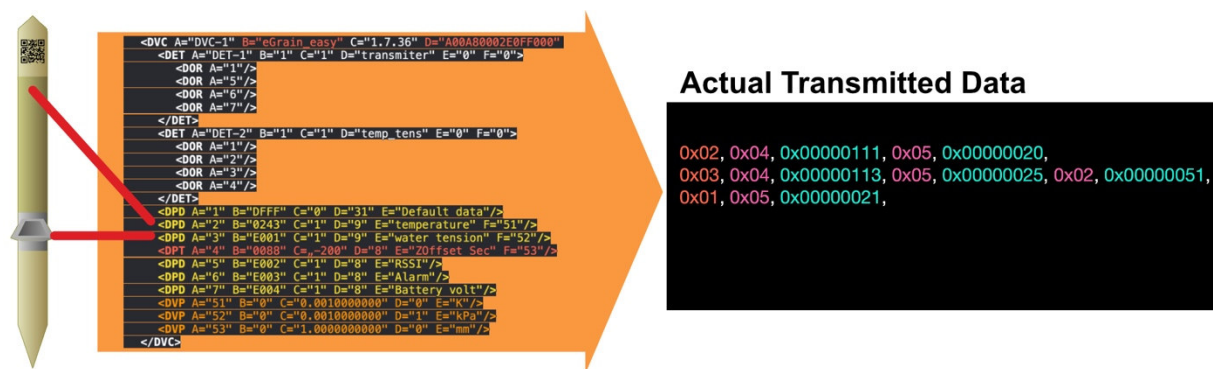 <DVC A="DVC-1" B="eGrain_easy" C="1.7.36" D="A00A80002E0FF000"
<DET A="DET-1" B="1" C="1" D="transmiter" E="0" F="0">
<DOR A="1"/>
<DOR A="5"/>
<DOR A="6"/>
<DOR A="7"/>
</DET>
<DET A="DET-2" B="1" C="1" D="temp_tens" E="0" F="0">
<DOR A="1"/>
<DOR A="2"/>
<DOR A="3"/>
<DOR A="4"/>
</DET>
<DPD A="1" B="DFFF" C="0" D="31" E="Default data"/>
<DPD A="2" B="0243" C="1" D="9" E="temperature" F="51"/>
<DPD A="3" B="E001" C="1" D="9" E="water tension" F="52"/>
<DPT A="4" B="0088" C=„-200" D="8" E="ZOffset Sec" F="53"/>
<DPD A="5" B="E002" C="1" D="8" E="RSSI"/>
<DPD A="6" B="E003" C="1" D="8" E="Alarm"/>
<DPD A="7" B="E004" C="1" D="8" E="Battery volt"/>
<DVP A="51" B="0" C="0.0010000000" D="0" E="K"/>
<DVP A="52" B="0" C="0.0010000000" D="1" E="kPa"/>
<DVP A="53" B="0" C="1.0000000000" D="0" E="mm"/>
</DVC>
Actual Transmitted Data
0x02, 0x04, 0x00000111, 0x05, 0x00000020,
0x03, 0x04, 0x00000113, 0x05, 0x00000025, 0x02, 0x00000051,
0x01, 0x05, 0x00000021,